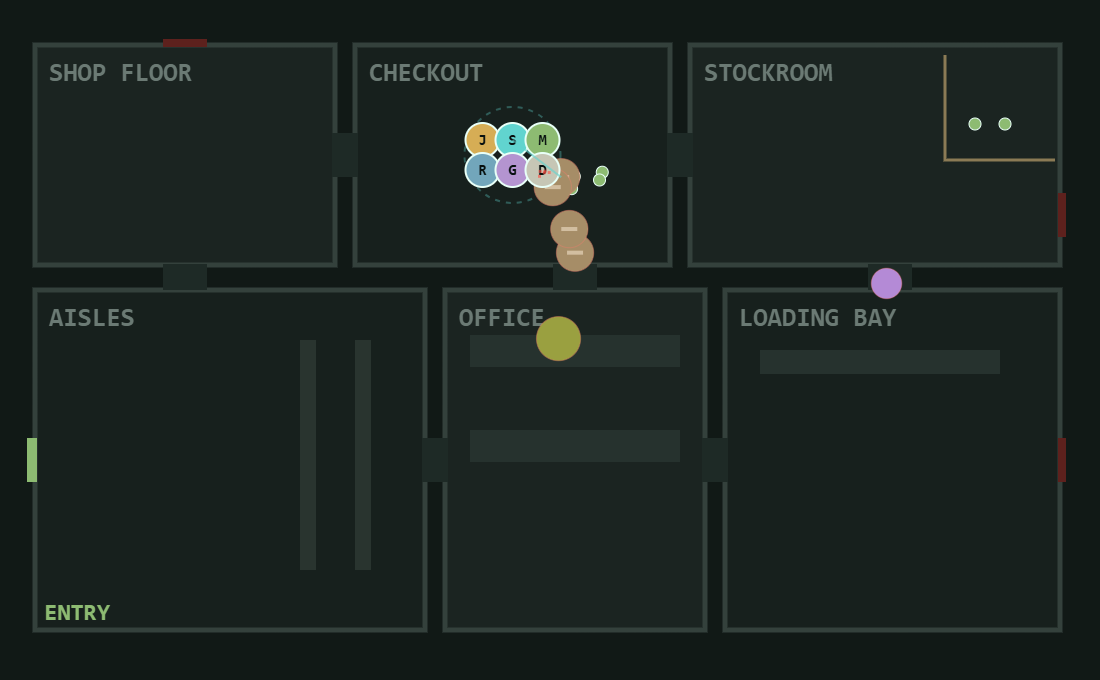 SHOP FLOOR
CHECKOUT
STOCKROOM
J S M
R G D
AISLES
OFFICE
LOADING BAY
ENTRY